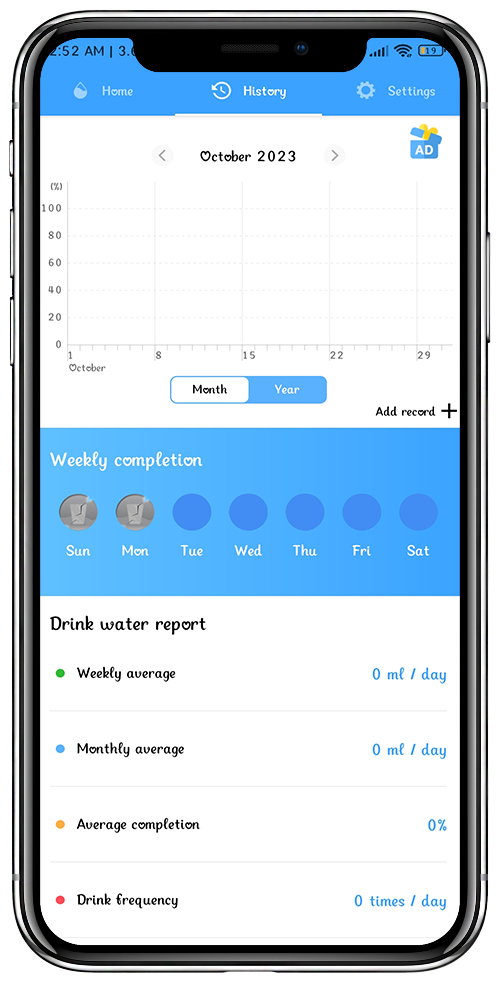 :52 AM | 3.6
19
Home
History
Settings
October 2023
AD
(%)
100
80
60
40
20
0
1 8 15 22 29
October
Month Year
Add record +
Weekly completion
Sun Mon Tue Wed Thu Fri Sat
Drink water report
Weekly average 0 ml / day
Monthly average 0 ml / day
Average completion 0%
Drink frequency 0 times / day